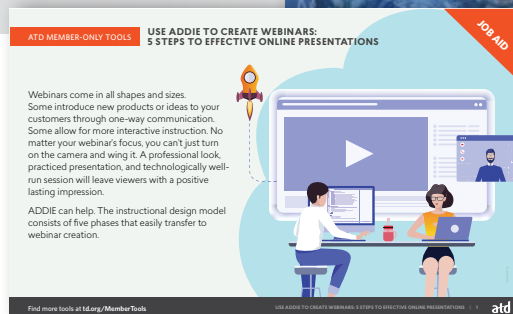 ATD MEMBER-ONLY TOOLS
USE ADDIE TO CREATE WEBINARS:
5 STEPS TO EFFECTIVE ONLINE PRESENTATIONS
JOB AID
Webinars come in all shapes and sizes.
Some introduce new products or ideas to your
customers through one-way communication.
Some allow for more interactive instruction. No
matter your webinar's focus, you can't just turn
on the camera and wing it. A professional look,
practiced presentation, and technologically well-
run session will leave viewers with a positive
lasting impression.
ADDIE can help. The instructional design model
consists of five phases that easily transfer to
webinar creation.
Find more tools at td.org/MemberTools
USE ADDIE TO CREATE WEBINARS: 5 STEPS TO EFFECTIVE ONLINE PRESENTATIONS | 1
atd